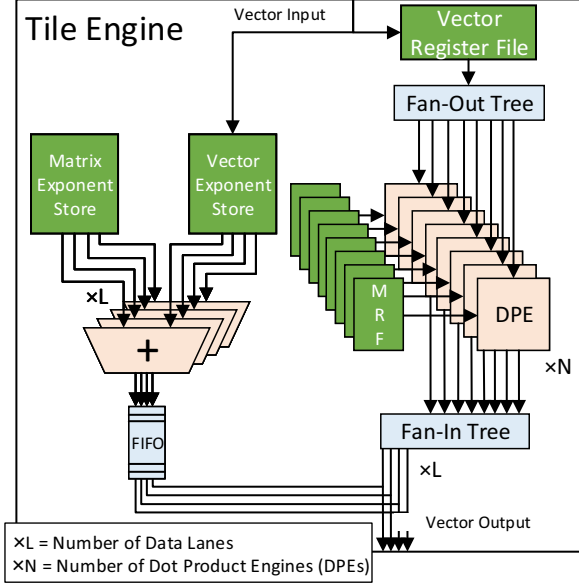 Tile Engine
Vector Input
Vector
Register File
Fan-Out Tree
Matrix
Exponent
Store
Vector
Exponent
Store
×L
+
M
R
F
DPE
×N
FIFO
Fan-In Tree
×L
Vector Output
×L = Number of Data Lanes
×N = Number of Dot Product Engines (DPEs)